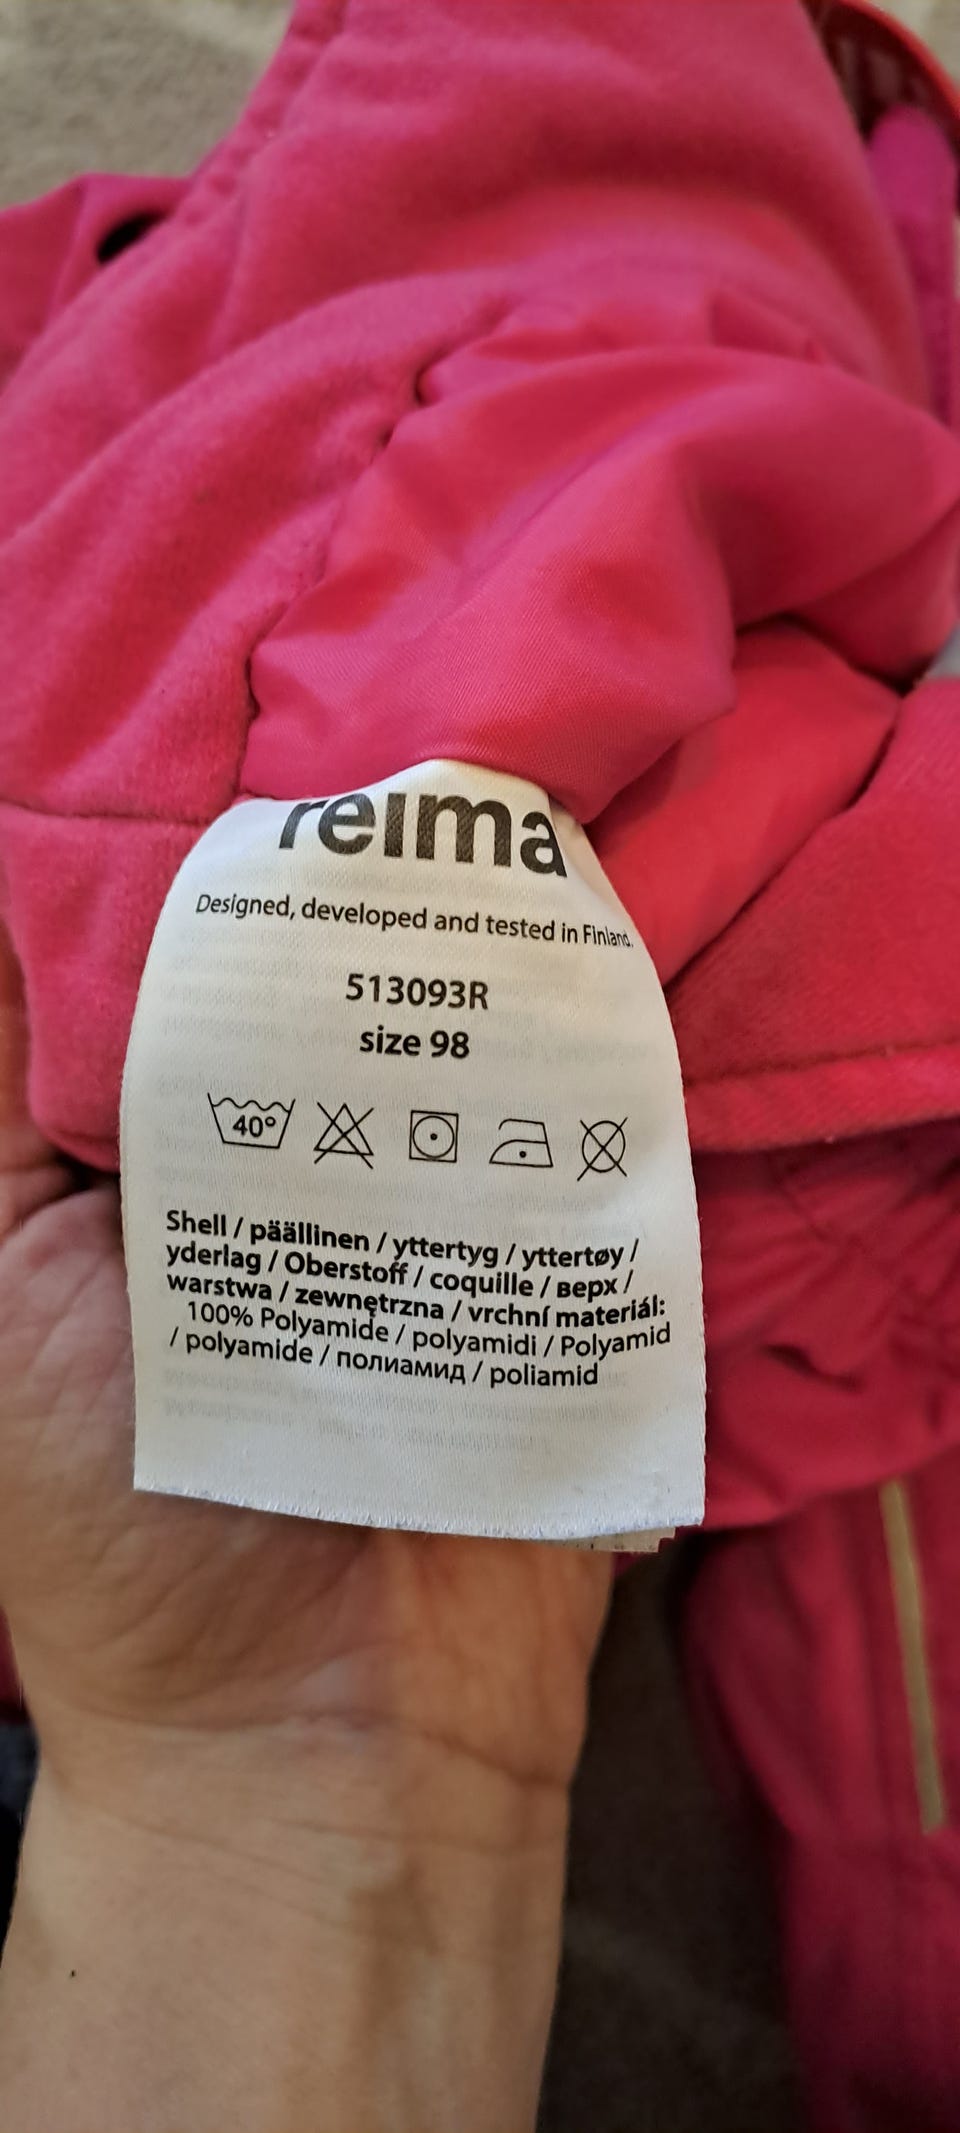 reima
Designed, developed and tested in Finland.
513093R
size 98
40°
Shell / päällinen / yttertyg / yttertøy /
yderlag / Oberstoff / coquille / верх /
warstwa / zewnętrzna / vrchní materiál:
100% Polyamide / polyamidi / Polyamid
/ polyamide / полиамид / poliamid